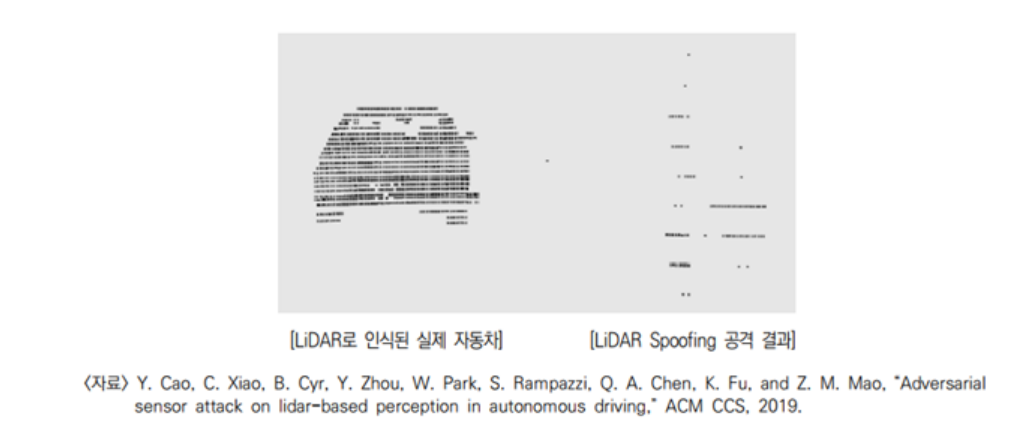 [LiDAR로 인식된 실제 자동차]
[LiDAR Spoofing 공격 결과]
〈자료〉 Y. Cao, C. Xiao, B. Cyr, Y. Zhou, W. Park, S. Rampazzi, Q. A. Chen, K. Fu, and Z. M. Mao, “Adversarial
sensor attack on lidar-based perception in autonomous driving,” ACM CCS, 2019.